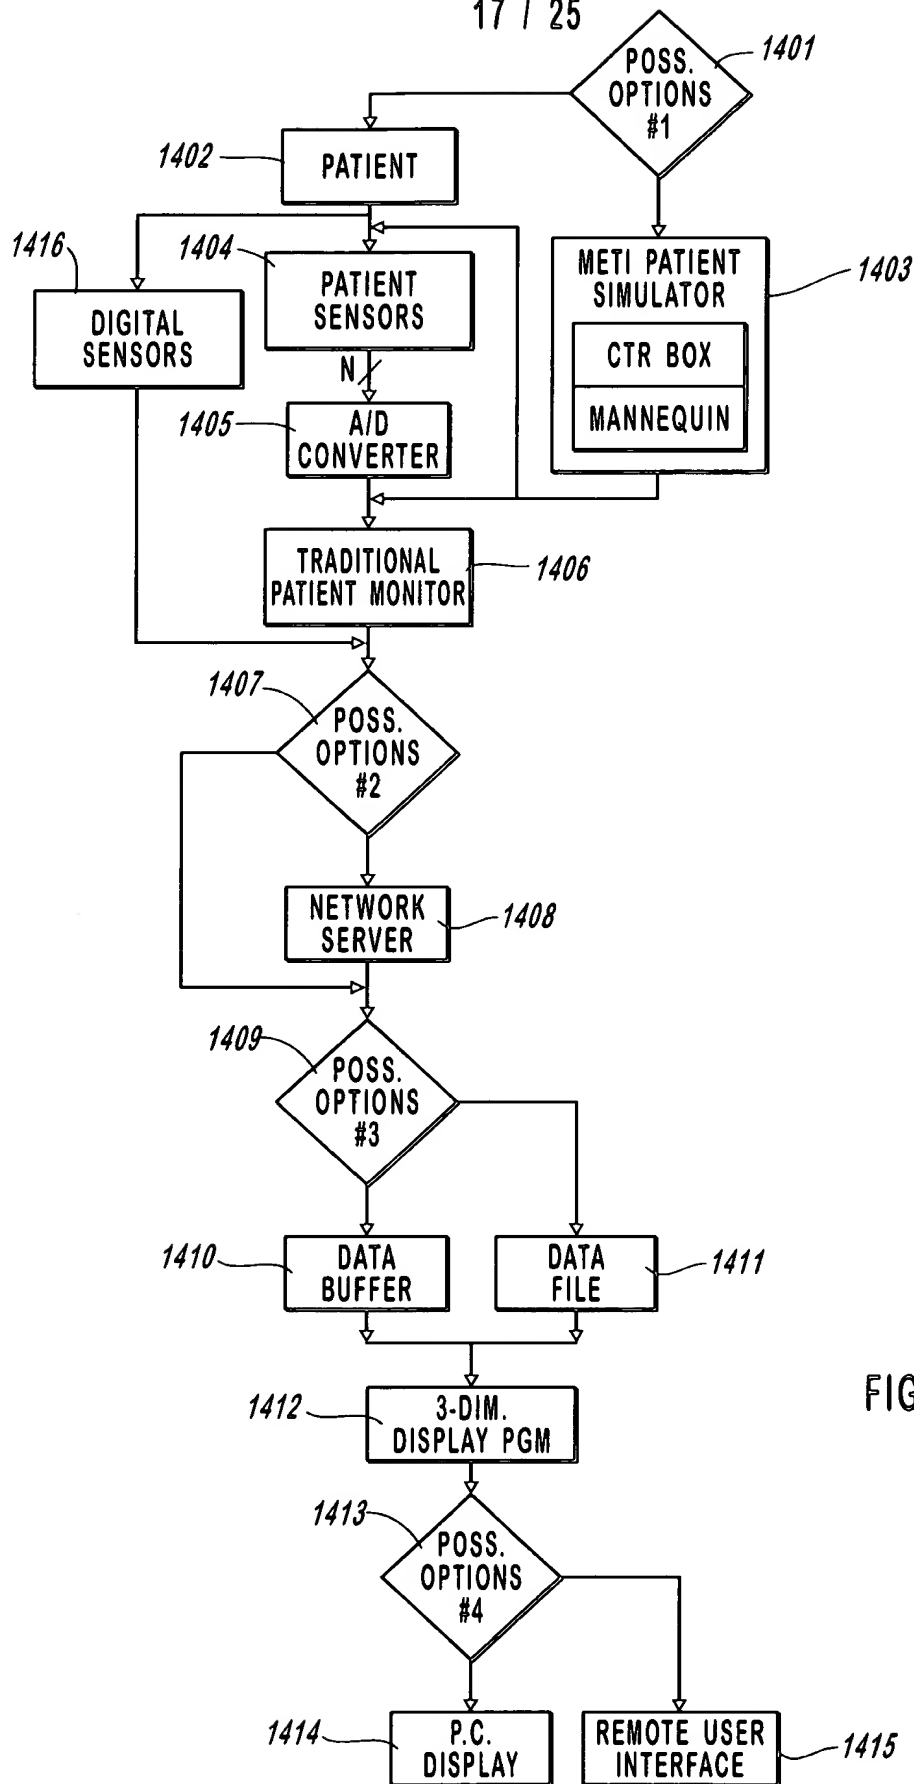 17 / 25
POSS.
OPTIONS
#1
1401
1402
PATIENT
1416
DIGITAL
SENSORS
1404
PATIENT
SENSORS
METI PATIENT
SIMULATOR
CTR BOX
MANNEQUIN
1403
N
1405
A/D
CONVERTER
TRADITIONAL
PATIENT MONITOR
1406
1407
POSS.
OPTIONS
#2
NETWORK
SERVER
1408
1409
POSS.
OPTIONS
#3
1410
DATA
BUFFER
DATA
FILE
1411
FIG
1412
3-DIM.
DISPLAY PGM
1413
POSS.
OPTIONS
#4
1414
P.C.
DISPLAY
REMOTE USER
INTERFACE
1415